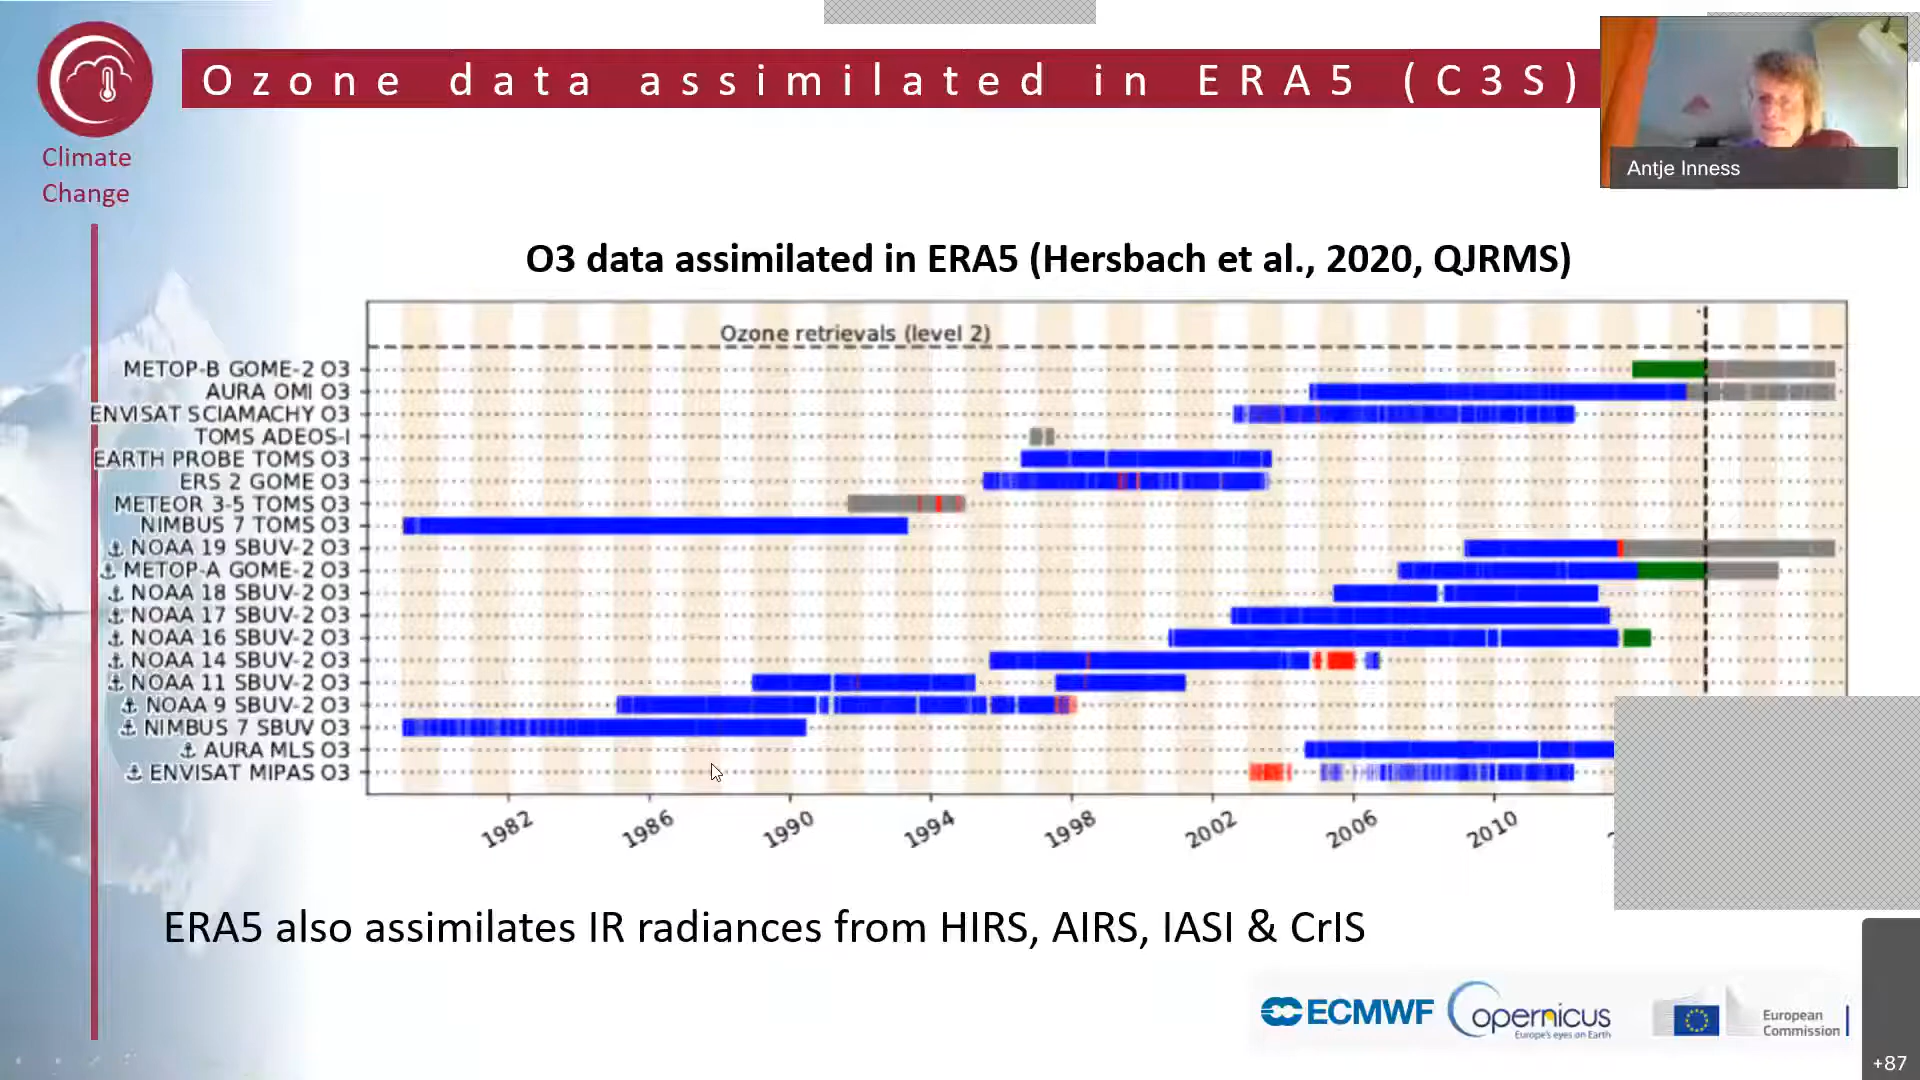 Ozone data assimilated in ERA5 (C3S)
Antje Inness
Climate
Change
O3 data assimilated in ERA5 (Hersbach et al., 2020, QJRMS)
Ozone retrievals (level 2)
METOP-B GOME-2 O3
AURA OMI O3
ENVISAT SCIAMACHY O3
TOMS ADEOS-I
EARTH PROBE TOMS O3
ERS 2 GOME O3
METEOR 3-5 TOMS O3
NIMBUS 7 TOMS O3
⚓ NOAA 19 SBUV-2 O3
⚓ METOP-A GOME-2 O3
⚓ NOAA 18 SBUV-2 O3
⚓ NOAA 17 SBUV-2 O3
⚓ NOAA 16 SBUV-2 O3
⚓ NOAA 14 SBUV-2 O3
⚓ NOAA 11 SBUV-2 O3
⚓ NOAA 9 SBUV-2 O3
⚓ NIMBUS 7 SBUV O3
⚓ AURA MLS O3
⚓ ENVISAT MIPAS O3
1982 1986 1990 1994 1998 2002 2006 2010
ERA5 also assimilates IR radiances from HIRS, AIRS, IASI & CrIS
ECMWF
Copernicus
Europe's eyes on Earth
European
Commission
+87